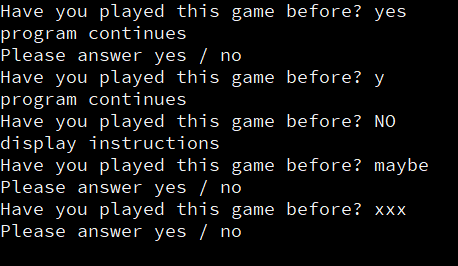 Have you played this game before? yes
program continues
Please answer yes / no
Have you played this game before? y
program continues
Have you played this game before? NO
display instructions
Have you played this game before? maybe
Please answer yes / no
Have you played this game before? xxx
Please answer yes / no